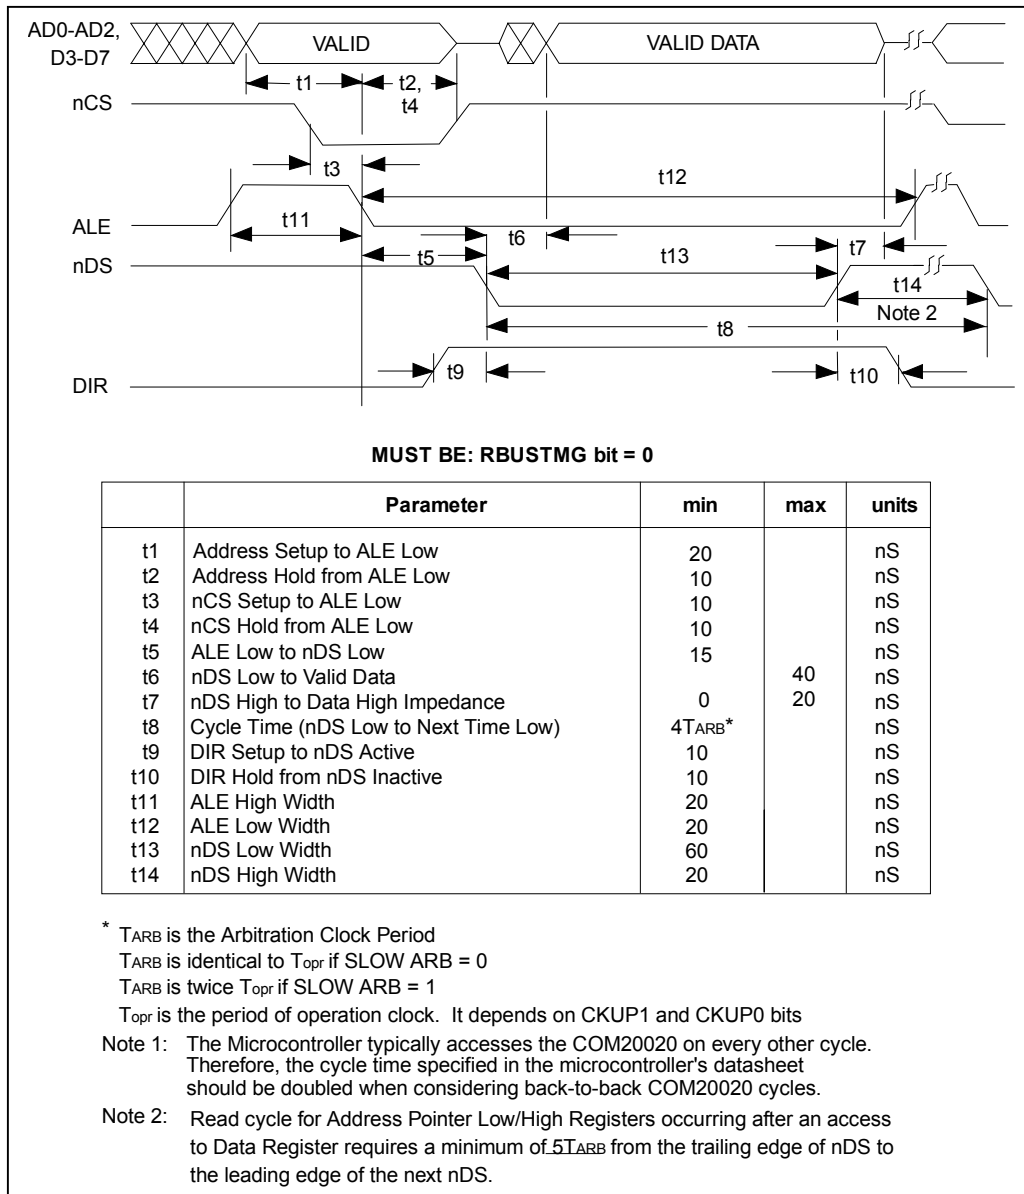 AD0-AD2,
D3-D7
VALID
VALID DATA
t1
t2,
t4
nCS
t3
t12
t11
ALE
t6
t7
t5
t13
nDS
t14
Note 2
t8
t9
t10
DIR
MUST BE: RBUSTMG bit = 0
Parameter min max units
t1 Address Setup to ALE Low 20 nS
t2 Address Hold from ALE Low 10 nS
t3 nCS Setup to ALE Low 10 nS
t4 nCS Hold from ALE Low 10 nS
t5 ALE Low to nDS Low 15 nS
t6 nDS Low to Valid Data 40 nS
t7 nDS High to Data High Impedance 0 20 nS
t8 Cycle Time (nDS Low to Next Time Low) 4TARB* nS
t9 DIR Setup to nDS Active 10 nS
t10 DIR Hold from nDS Inactive 10 nS
t11 ALE High Width 20 nS
t12 ALE Low Width 20 nS
t13 nDS Low Width 60 nS
t14 nDS High Width 20 nS
* TARB is the Arbitration Clock Period
TARB is identical to Topr if SLOW ARB = 0
TARB is twice Topr if SLOW ARB = 1
Topr is the period of operation clock. It depends on CKUP1 and CKUP0 bits
Note 1: The Microcontroller typically accesses the COM20020 on every other cycle.
Therefore, the cycle time specified in the microcontroller's datasheet
should be doubled when considering back-to-back COM20020 cycles.
Note 2: Read cycle for Address Pointer Low/High Registers occurring after an access
to Data Register requires a minimum of 5TARB from the trailing edge of nDS to
the leading edge of the next nDS.